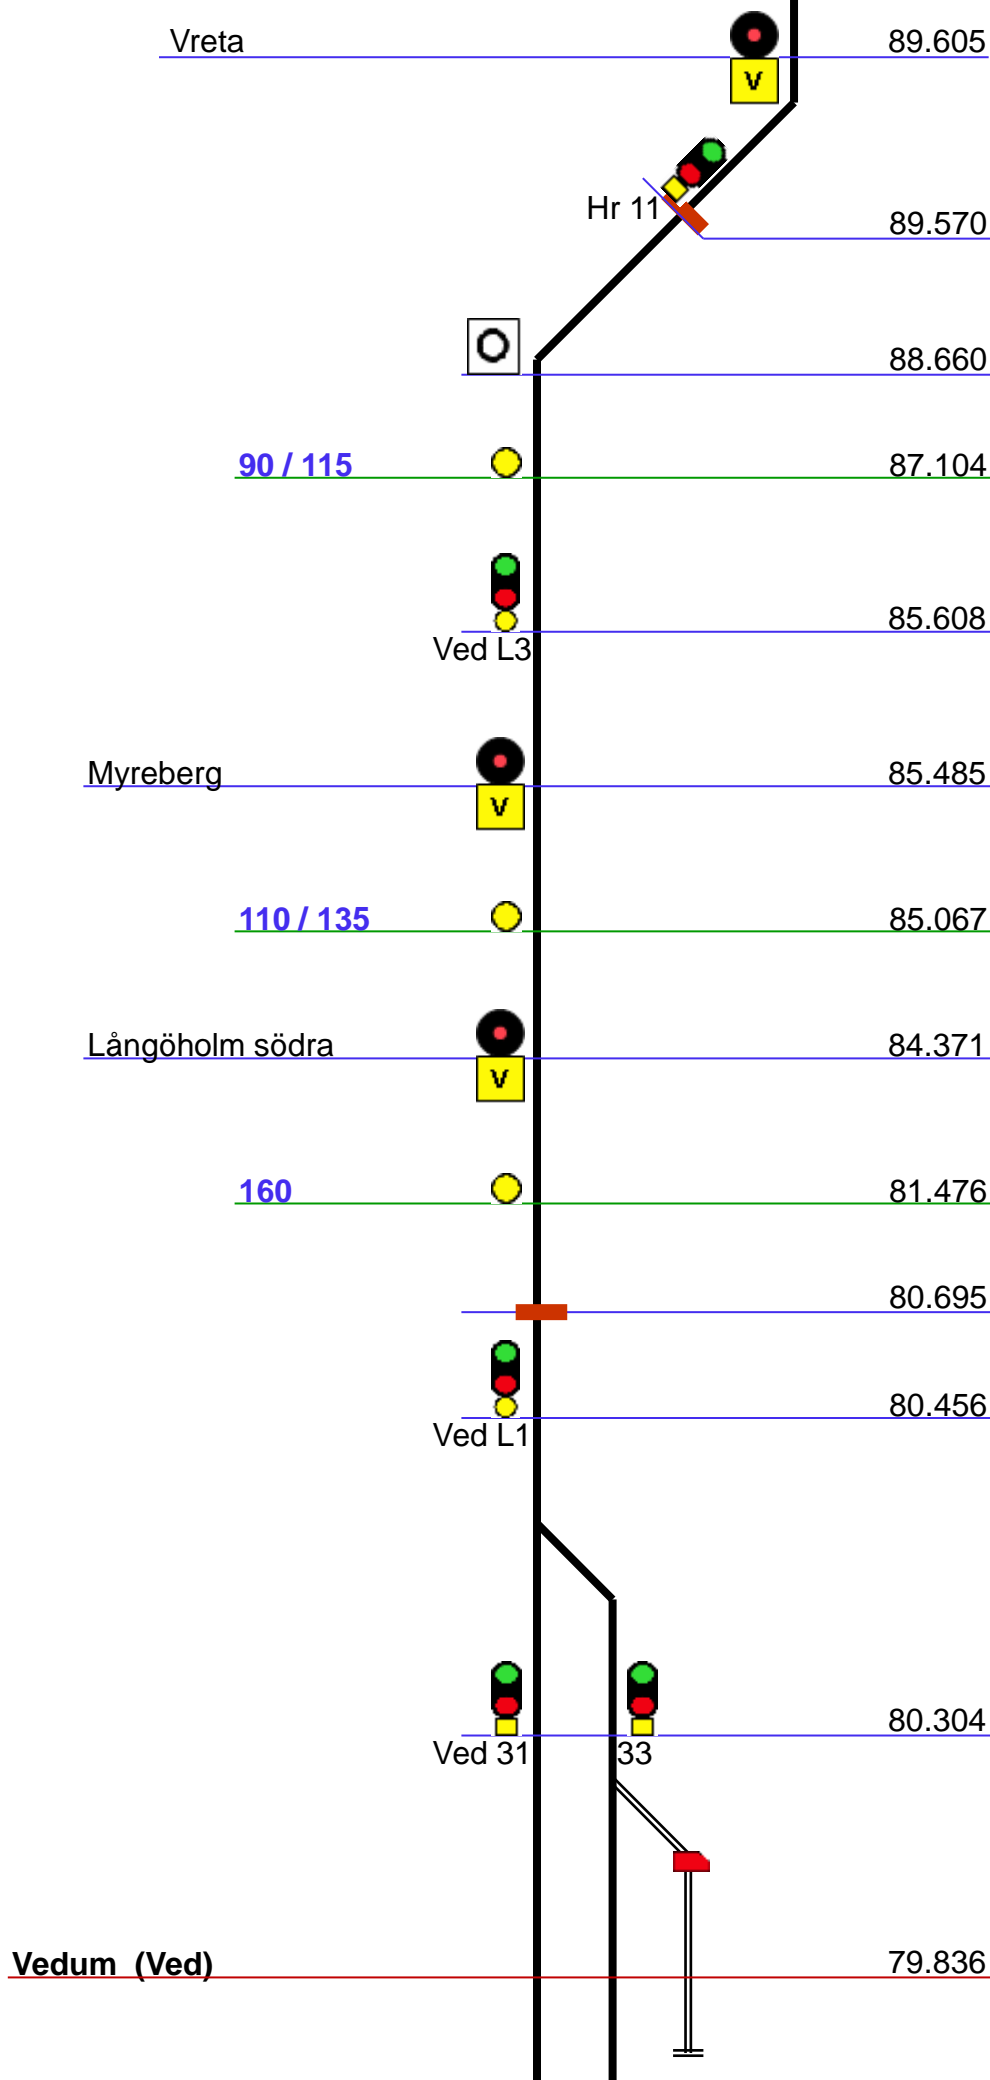 Vreta 89.605
V
Hr 11 89.570
O 88.660
90 / 115 87.104
85.608
Ved L3
Myreberg 85.485
V
110 / 135 85.067
Långöholm södra 84.371
V
160 81.476
80.695
80.456
Ved L1
80.304
Ved 31 33
Vedum (Ved) 79.836